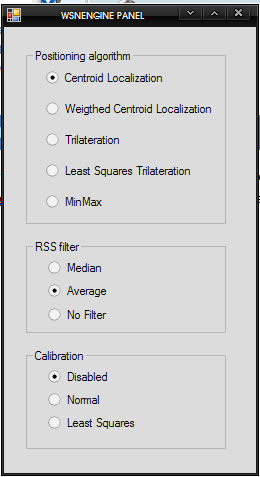 WSNENGINE PANEL
Positioning algorithm
Centroid Localization
Weigthed Centroid Localization
Trilateration
Least Squares Trilateration
MinMax
RSS filter
Median
Average
No Filter
Calibration
Disabled
Normal
Least Squares